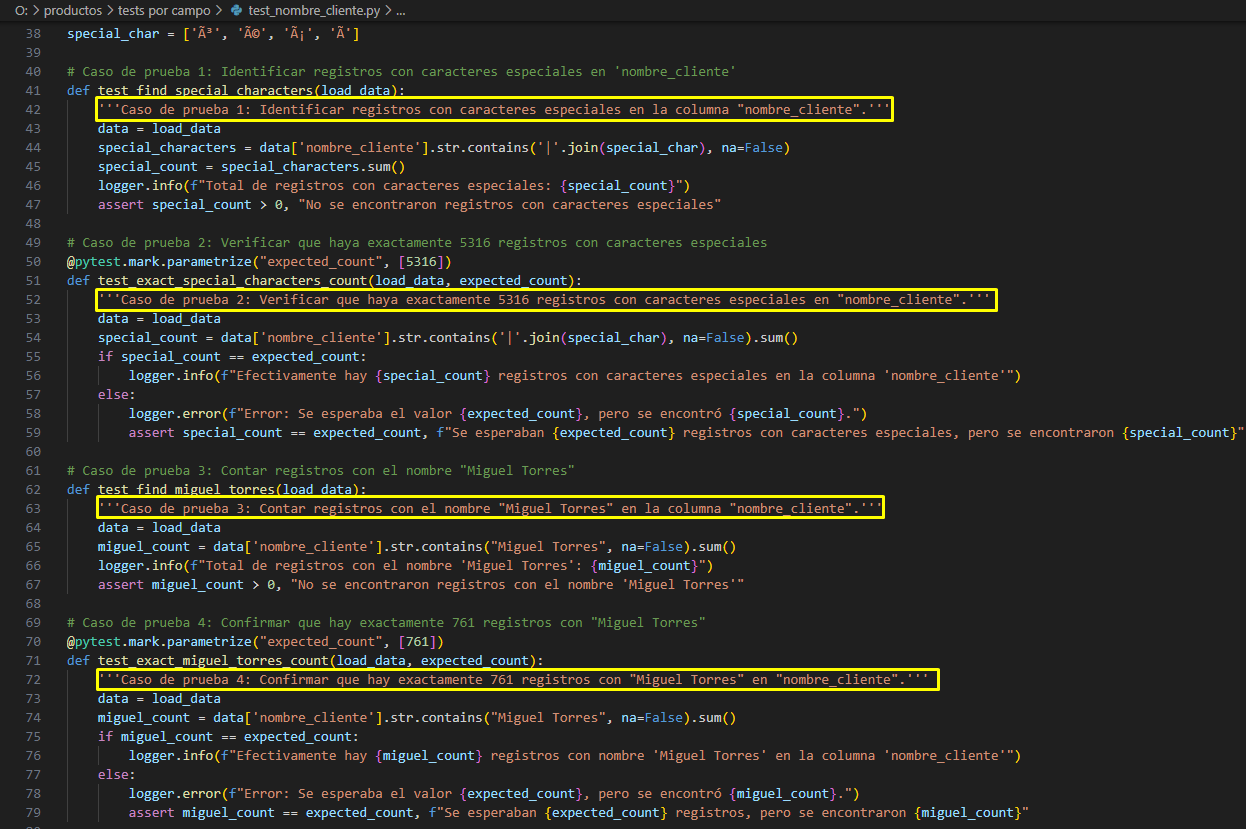 O: > productos > tests por campo > test_nombre_cliente.py > ...
38 special_char = ['Ã³', 'Ã©', 'Ã¡', 'Ã']
39
40 # Caso de prueba 1: Identificar registros con caracteres especiales en 'nombre_cliente'
41 def test_find_special_characters(load_data):
42 '''Caso de prueba 1: Identificar registros con caracteres especiales en la columna "nombre_cliente".'''
43 data = load_data
44 special_characters = data['nombre_cliente'].str.contains('|'.join(special_char), na=False)
45 special_count = special_characters.sum()
46 logger.info(f"Total de registros con caracteres especiales: {special_count}")
47 assert special_count > 0, "No se encontraron registros con caracteres especiales"
48
49 # Caso de prueba 2: Verificar que haya exactamente 5316 registros con caracteres especiales
50 @pytest.mark.parametrize("expected_count", [5316])
51 def test_exact_special_characters_count(load_data, expected_count):
52 '''Caso de prueba 2: Verificar que haya exactamente 5316 registros con caracteres especiales en "nombre_cliente".'''
53 data = load_data
54 special_count = data['nombre_cliente'].str.contains('|'.join(special_char), na=False).sum()
55 if special_count == expected_count:
56 logger.info(f"Efectivamente hay {special_count} registros con caracteres especiales en la columna 'nombre_cliente'")
57 else:
58 logger.error(f"Error: Se esperaba el valor {expected_count}, pero se encontró {special_count}.")
59 assert special_count == expected_count, f"Se esperaban {expected_count} registros con caracteres especiales, pero se encontraron {special_count}"
60
61 # Caso de prueba 3: Contar registros con el nombre "Miguel Torres"
62 def test_find_miguel_torres(load_data):
63 '''Caso de prueba 3: Contar registros con el nombre "Miguel Torres" en la columna "nombre_cliente".'''
64 data = load_data
65 miguel_count = data['nombre_cliente'].str.contains("Miguel Torres", na=False).sum()
66 logger.info(f"Total de registros con el nombre 'Miguel Torres': {miguel_count}")
67 assert miguel_count > 0, "No se encontraron registros con el nombre 'Miguel Torres'"
68
69 # Caso de prueba 4: Confirmar que hay exactamente 761 registros con "Miguel Torres"
70 @pytest.mark.parametrize("expected_count", [761])
71 def test_exact_miguel_torres_count(load_data, expected_count):
72 '''Caso de prueba 4: Confirmar que hay exactamente 761 registros con "Miguel Torres" en "nombre_cliente".'''
73 data = load_data
74 miguel_count = data['nombre_cliente'].str.contains("Miguel Torres", na=False).sum()
75 if miguel_count == expected_count:
76 logger.info(f"Efectivamente hay {miguel_count} registros con nombre 'Miguel Torres' en la columna 'nombre_cliente'")
77 else:
78 logger.error(f"Error: Se esperaba el valor {expected_count}, pero se encontró {miguel_count}.")
79 assert miguel_count == expected_count, f"Se esperaban {expected_count} registros, pero se encontraron {miguel_count}"